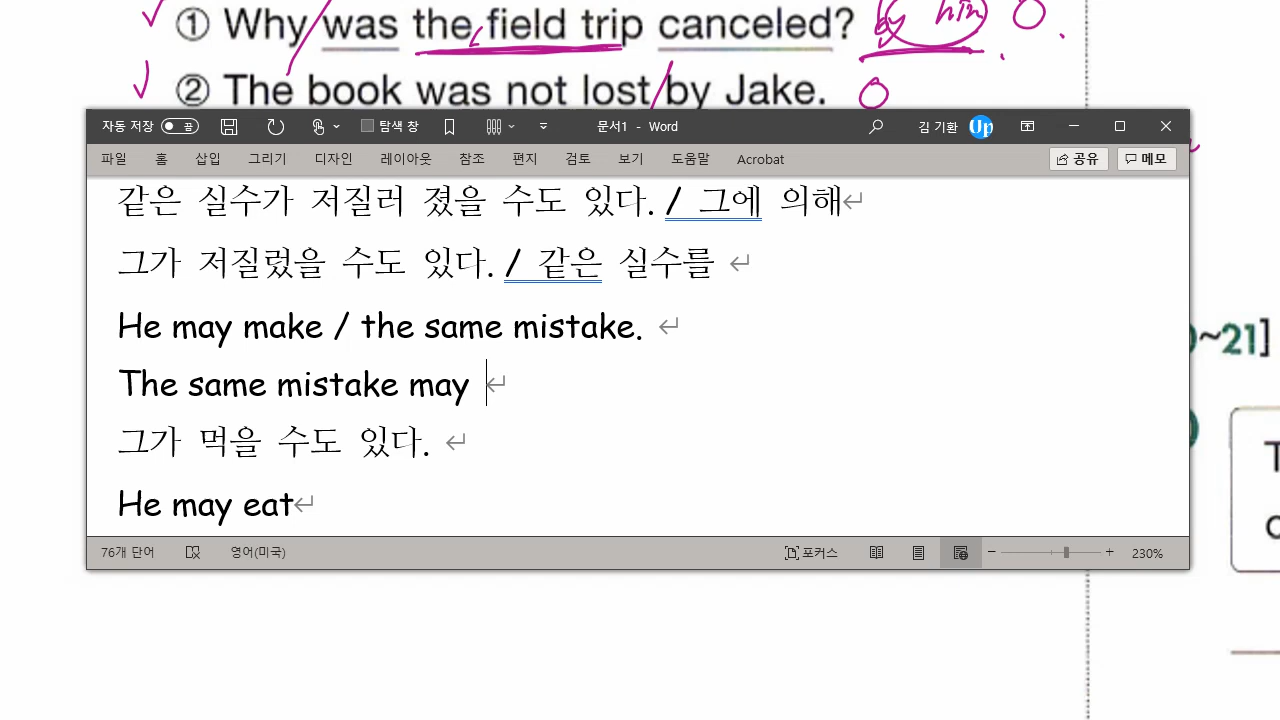 ① Why was the field trip canceled? by him
② The book was not lost by Jake.
자동 저장 끔 탐색 창 문서1 - Word 김 기환 Up
파일 홈 삽입 그리기 디자인 레이아웃 참조 편지 검토 보기 도움말 Acrobat 공유 메모
같은 실수가 저질러 졌을 수도 있다. / 그에 의해
그가 저질렀을 수도 있다. / 같은 실수를
He may make / the same mistake.
The same mistake may
그가 먹을 수도 있다.
He may eat
76개 단어 영어(미국) 포커스 230%
~21]